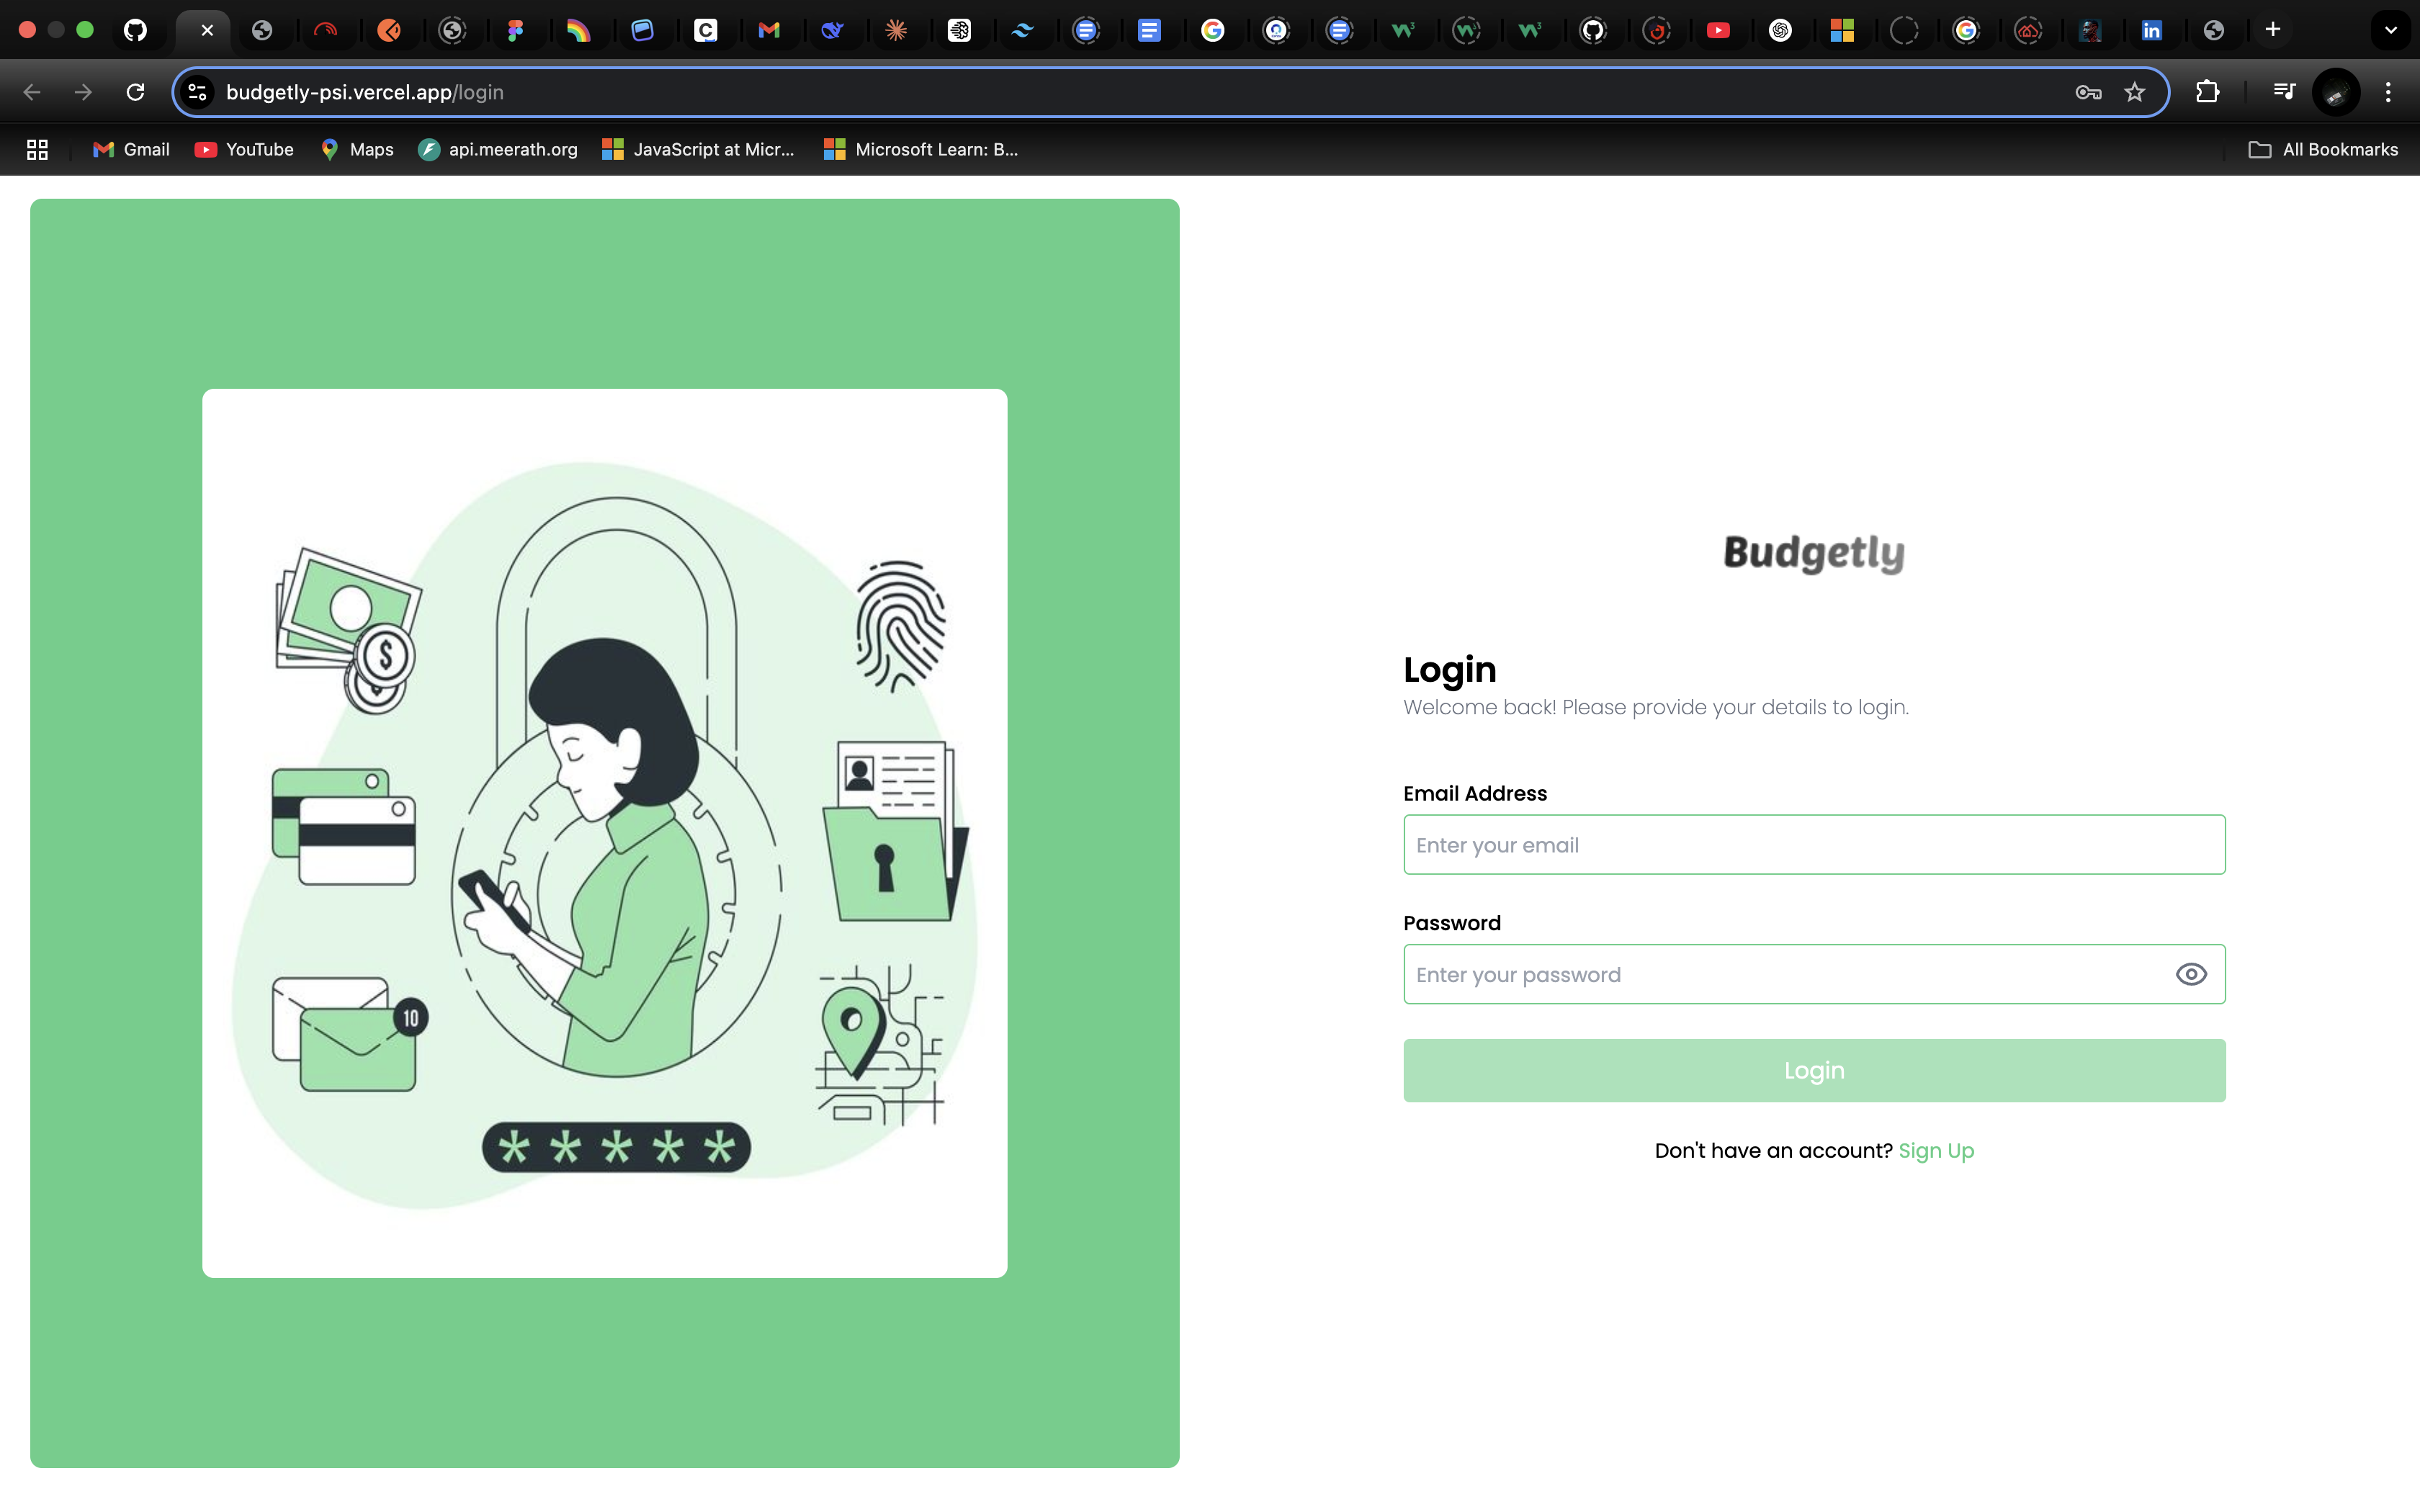 budgetly-psi.vercel.app/login
Gmail
YouTube
Maps
api.meerath.org
JavaScript at Micr...
Microsoft Learn: B...
All Bookmarks
$
10
*****
Budgetly
Login
Welcome back! Please provide your details to login.
Email Address
Enter your email
Password
Enter your password
Login
Don't have an account? Sign Up